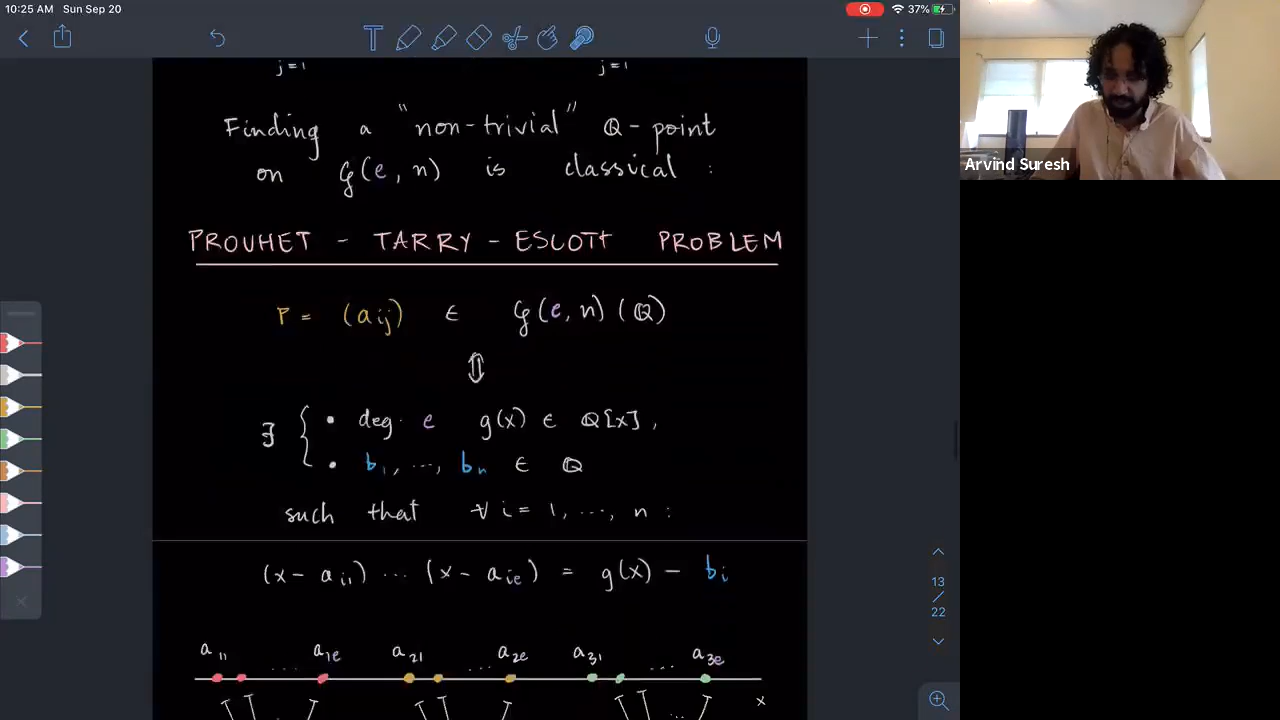 10:25 AM Sun Sep 20
37%
j=1 j=1
Finding a "non-trivial" ℚ-point
on G(e, n) is classical :
PROUHET - TARRY - ESCOTT PROBLEM
P = (aij) ∈ G(e, n)(ℚ)
⇕
∃ { • deg. e g(x) ∈ ℚ[x],
• b1, ..., bn ∈ ℚ
such that ∀ i = 1, ..., n :
(x - ai1) ... (x - aie) = g(x) - bi
a11 ... a1e a21 ... a2e a31 ... a3e
x
13
/
22
Arvind Suresh